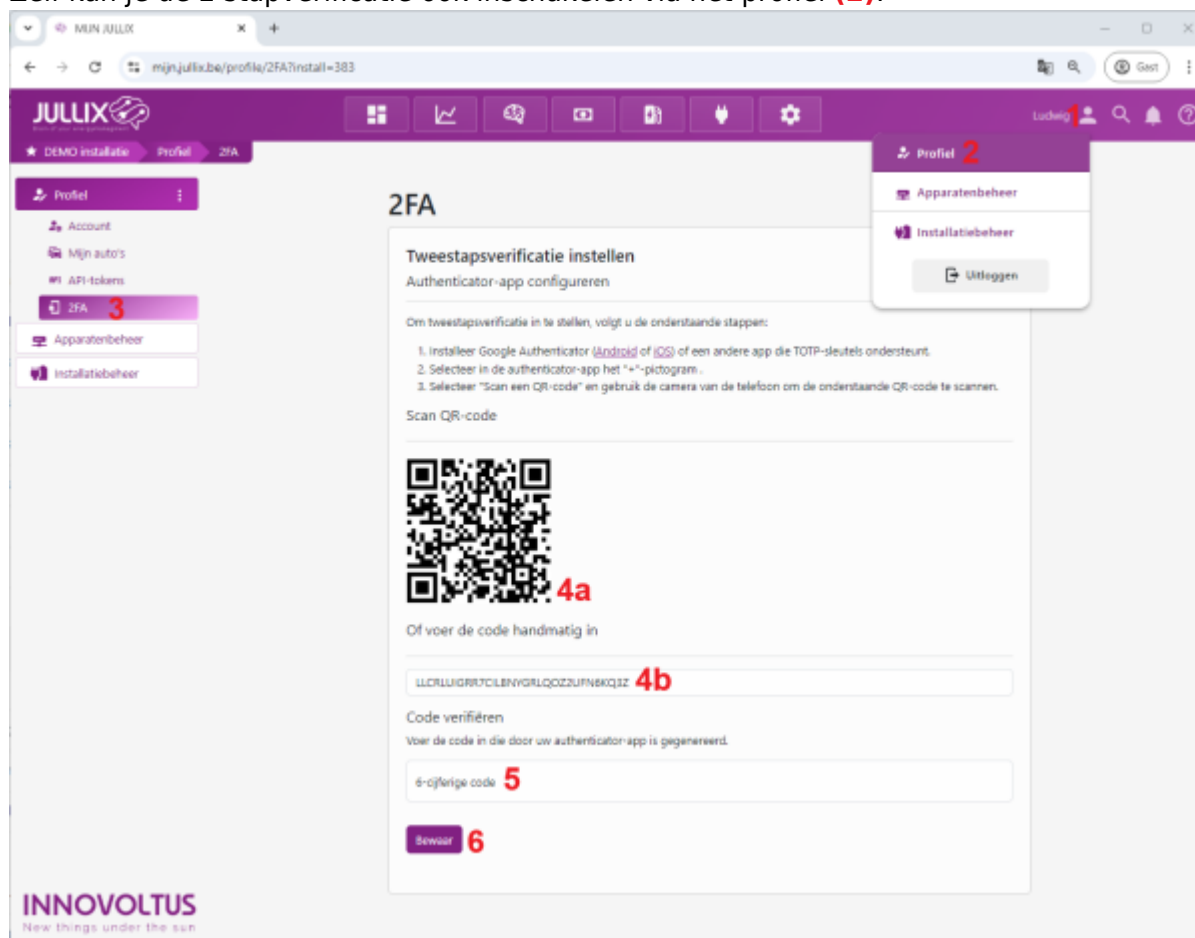 Zelf kan je de 2-stapverificatie ook inschakelen via het profiel (2).
MIJN JULLIX
mijn.jullix.be/profile/2FA?install=383
Gast
JULLIX
Ludwig 1
DEMO installatie Profiel 2FA
Profiel 2
Apparatenbeheer
Installatiebeheer
Uitloggen
Profiel
Account
Mijn auto's
API-tokens
2FA 3
Apparatenbeheer
Installatiebeheer
2FA
Tweestapsverificatie instellen
Authenticator-app configureren
Om tweestapsverificatie in te stellen, volgt u de onderstaande stappen:
1. Installeer Google Authenticator (Android of iOS) of een andere app die TOTP-sleutels ondersteunt.
2. Selecteer in de authenticator-app het "+"-pictogram .
3. Selecteer "Scan een QR-code" en gebruik de camera van de telefoon om de onderstaande QR-code te scannen.
Scan QR-code
4a
Of voer de code handmatig in
4b
Code verifiëren
Voer de code in die door uw authenticator-app is gegenereerd.
6-cijferige code 5
Bewaar 6
INNOVOLTUS
New things under the sun